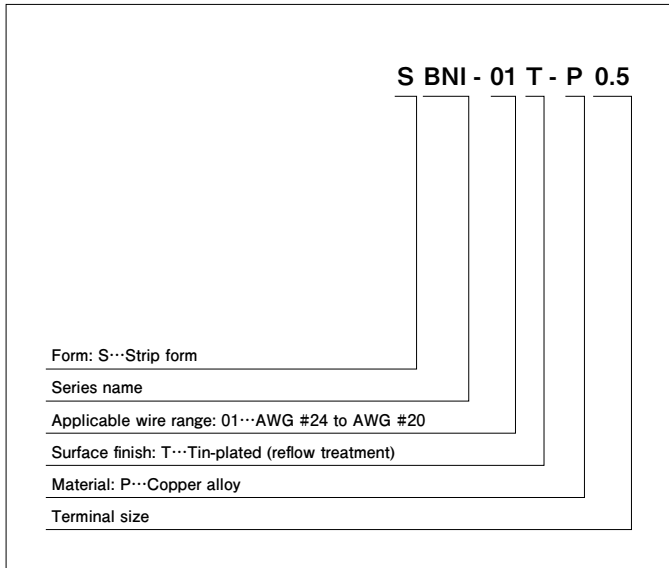 S BNI - 01 T - P 0.5
Form: S···Strip form
Series name
Applicable wire range: 01···AWG #24 to AWG #20
Surface finish: T···Tin-plated (reflow treatment)
Material: P···Copper alloy
Terminal size